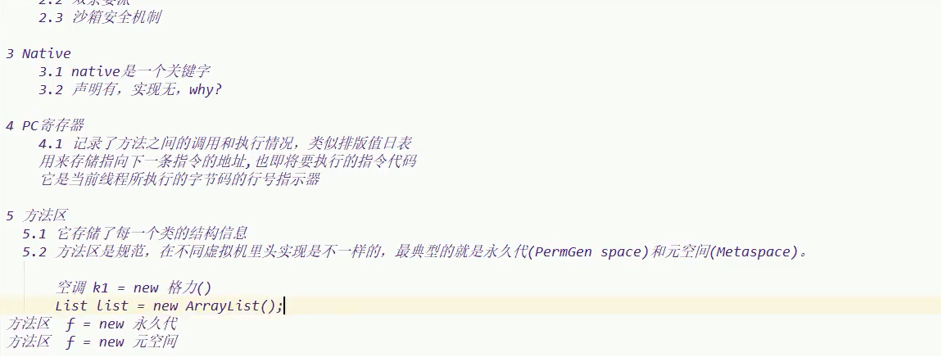 2.2 双亲委派
2.3 沙箱安全机制
3 Native
3.1 native是一个关键字
3.2 声明有,实现无,why?
4 PC寄存器
4.1 记录了方法之间的调用和执行情况,类似排版值日表
用来存储指向下一条指令的地址,也即将要执行的指令代码
它是当前线程所执行的字节码的行号指示器
5 方法区
5.1 它存储了每一个类的结构信息
5.2 方法区是规范,在不同虚拟机里头实现是不一样的,最典型的就是永久代(PermGen space)和元空间(Metaspace)。
空调 k1 = new 格力()
List list = new ArrayList();
方法区 f = new 永久代
方法区 f = new 元空间